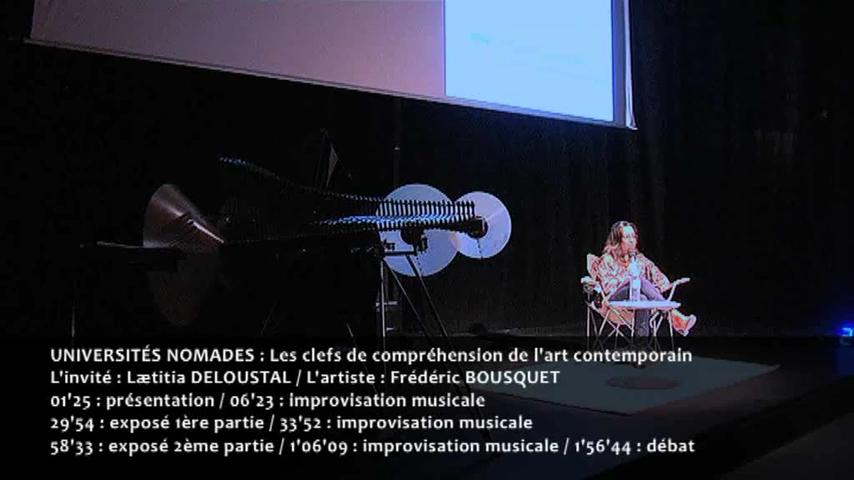 UNIVERSITÉS NOMADES : Les clefs de compréhension de l'art contemporain
L'invité : Lætitia DELOUSTAL / L'artiste : Frédéric BOUSQUET
01'25 : présentation / 06'23 : improvisation musicale
29'54 : exposé 1ère partie / 33'52 : improvisation musicale
58'33 : exposé 2ème partie / 1'06'09 : improvisation musicale / 1'56'44 : débat